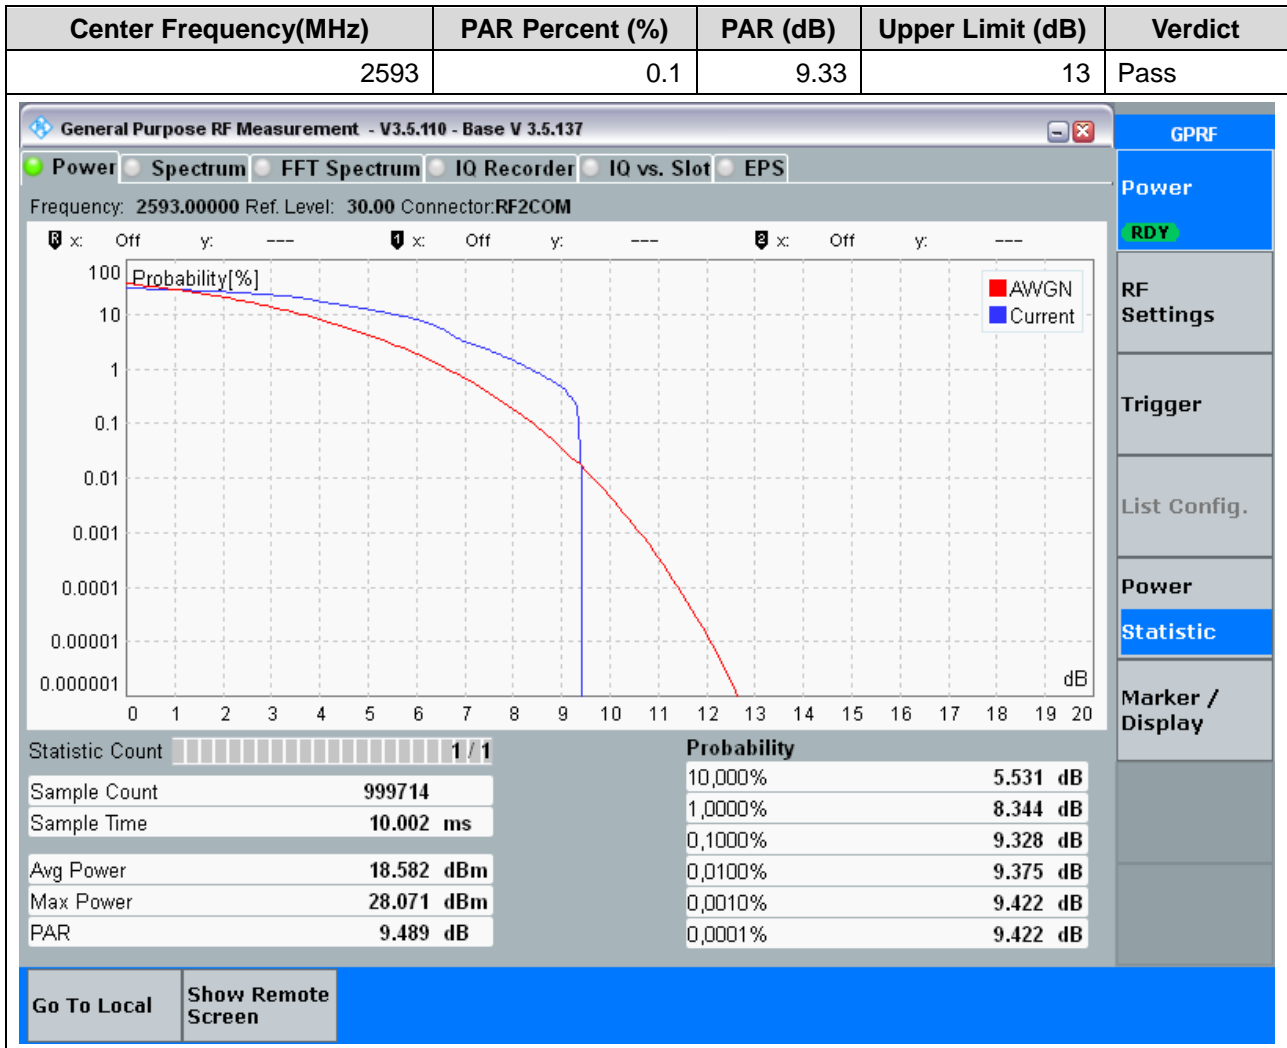 Center Frequency(MHz) PAR Percent (%) PAR (dB) Upper Limit (dB) Verdict
2593 0.1 9.33 13 Pass
General Purpose RF Measurement - V3.5.110 - Base V 3.5.137
GPRF
Power Spectrum FFT Spectrum IQ Recorder IQ vs. Slot EPS
Power
RDY
Frequency: 2593.00000 Ref. Level: 30.00 Connector:RF2COM
R x: Off y: --- 1 x: Off y: --- 2 x: Off y: ---
Probability[%]
AWGN
Current
100
10
1
0.1
0.01
0.001
0.0001
0.00001
0.000001
dB
0 1 2 3 4 5 6 7 8 9 10 11 12 13 14 15 16 17 18 19 20
RF
Settings
Trigger
List Config.
Power
Statistic
Marker /
Display
Statistic Count 1 / 1
Sample Count 999714
Sample Time 10.002 ms
Avg Power 18.582 dBm
Max Power 28.071 dBm
PAR 9.489 dB
Probability
10,000% 5.531 dB
1,0000% 8.344 dB
0,1000% 9.328 dB
0,0100% 9.375 dB
0,0010% 9.422 dB
0,0001% 9.422 dB
Go To Local
Show Remote
Screen